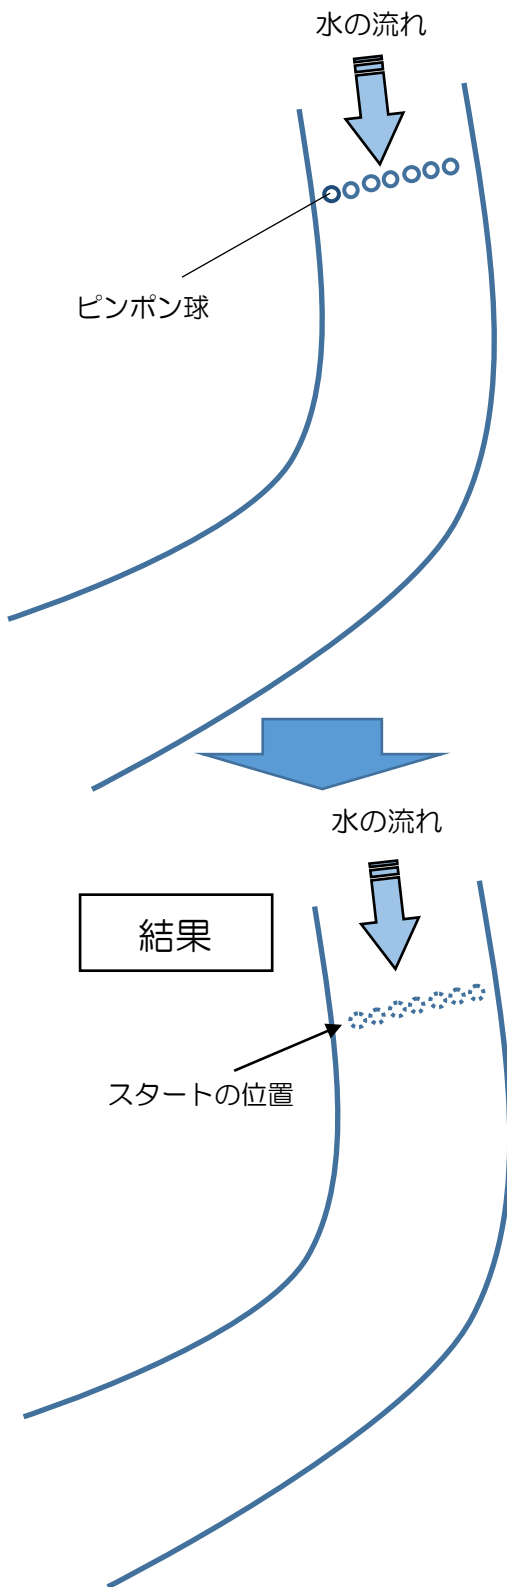 水の流れ
ピンポン球
水の流れ
結果
スタートの位置